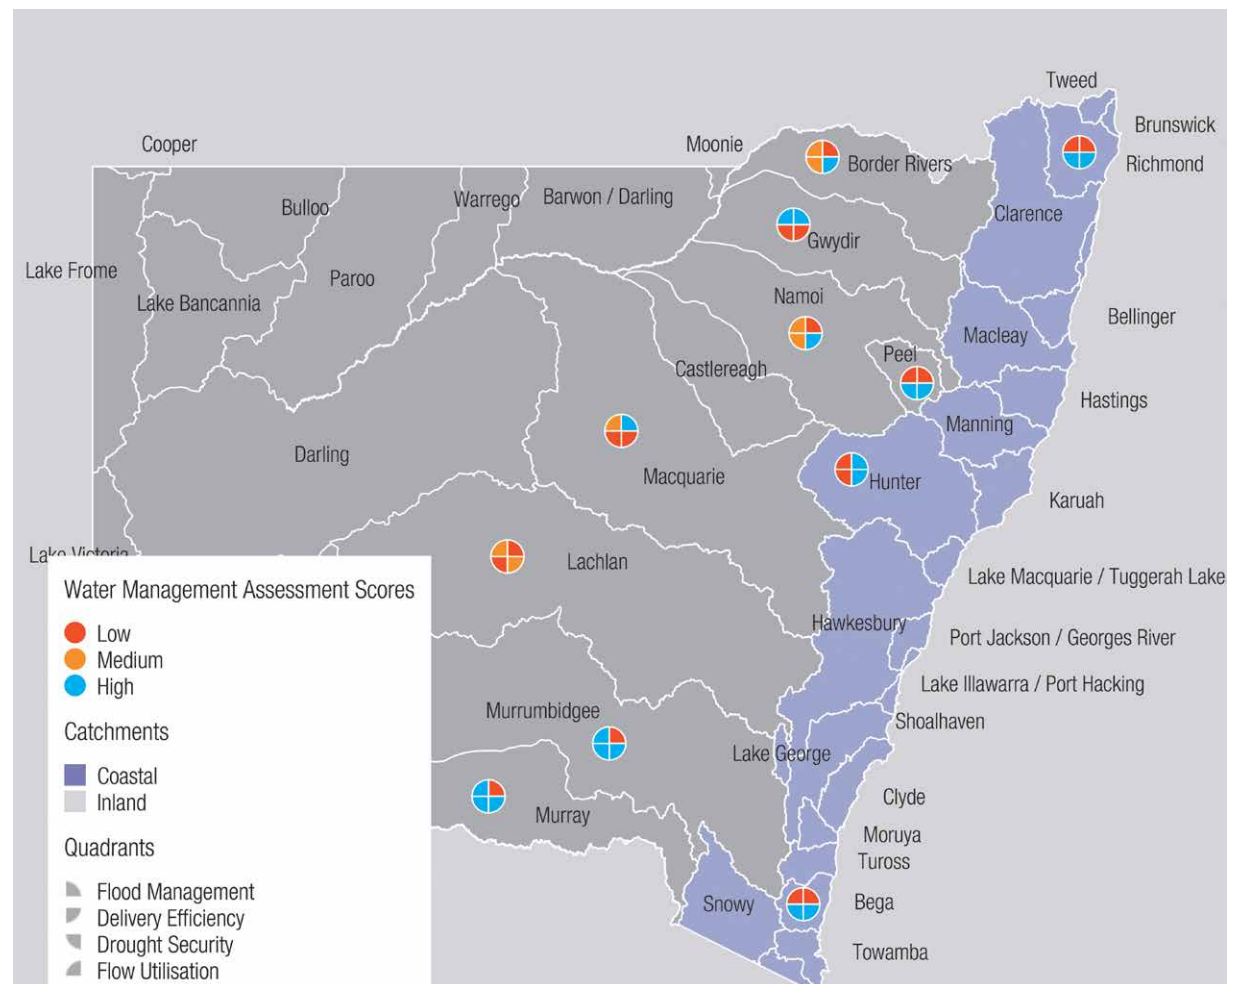 Tweed
Brunswick
Cooper
Moonie
Border Rivers
Richmond
Warrego
Barwon / Darling
Bulloo
Clarence
Gwydir
Lake Frome
Paroo
Lake Bancannia
Namoi
Bellinger
Macleay
Peel
Castlereagh
Hastings
Manning
Darling
Macquarie
Hunter
Karuah
Lake Victoria
Lachlan
Lake Macquarie / Tuggerah Lake
Hawkesbury
Port Jackson / Georges River
Lake Illawarra / Port Hacking
Murrumbidgee
Shoalhaven
Lake George
Clyde
Murray
Moruya
Tuross
Snowy
Bega
Towamba
Water Management Assessment Scores
Low
Medium
High
Catchments
Coastal
Inland
Quadrants
Flood Management
Delivery Efficiency
Drought Security
Flow Utilisation